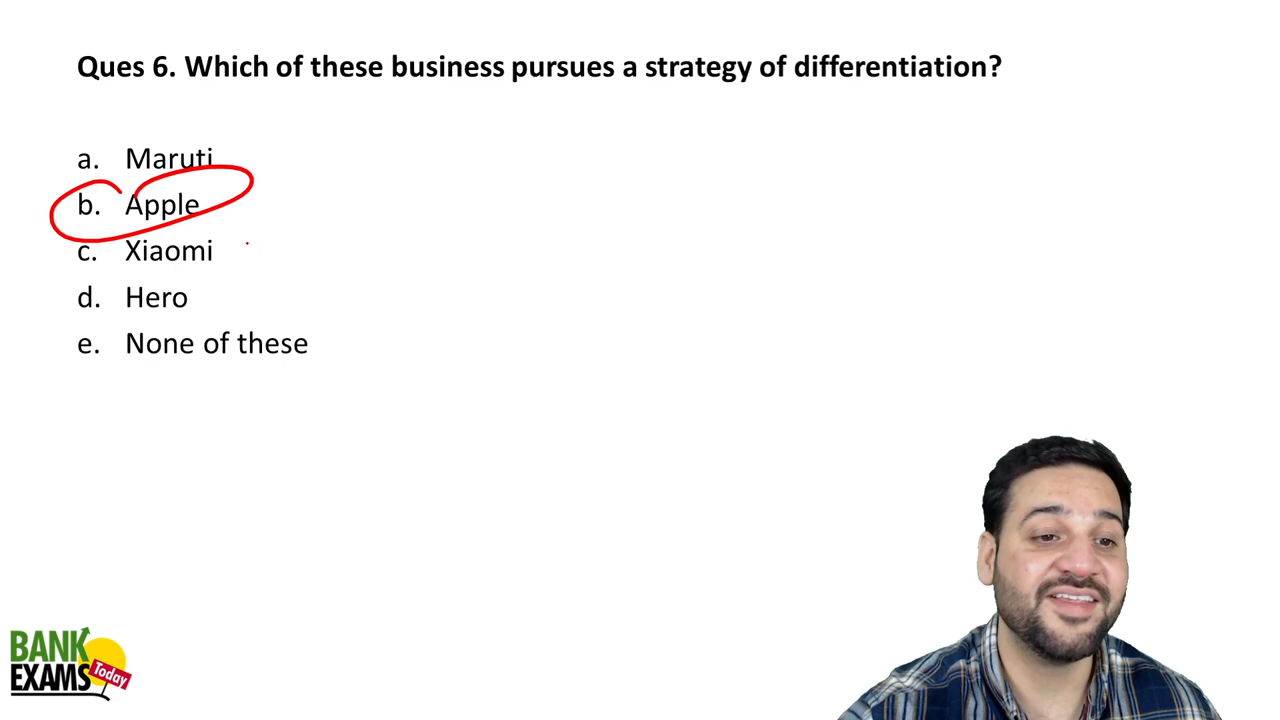 Ques 6. Which of these business pursues a strategy of differentiation?
a. Maruti
b. Apple
c. Xiaomi
d. Hero
e. None of these
BANK
EXAMS
Today